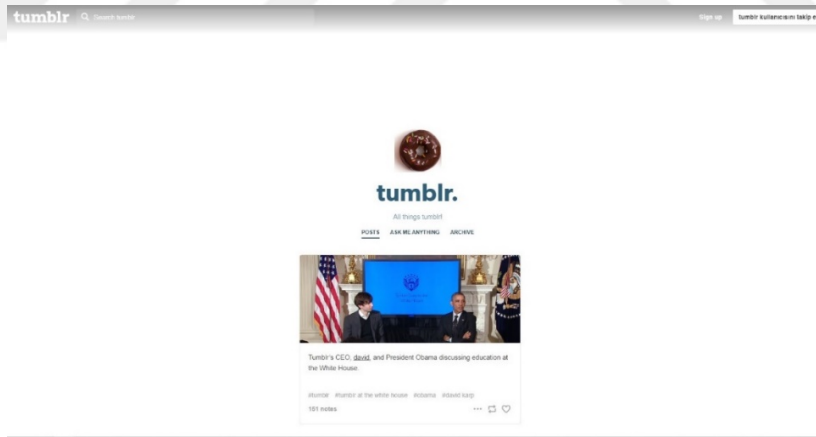 tumblr
Search tumblr
Sign up
tumblr kullanıcısını takip e
tumblr.
All things tumblr!
POSTS ASK ME ANYTHING ARCHIVE
Tumblr's CEO, david, and President Obama discussing education at
the White House.
#tumblr #tumblr at the white house #obama #david karp
161 notes